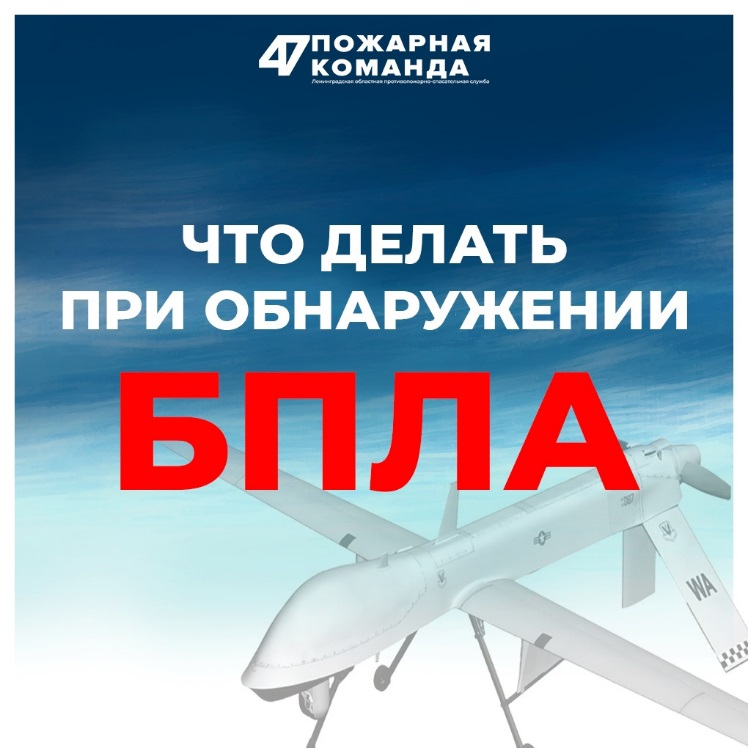 47 ПОЖАРНАЯ
КОМАНДА
Ленинградская областная противопожарно-спасательная служба
ЧТО ДЕЛАТЬ
ПРИ ОБНАРУЖЕНИИ
БПЛА
WA